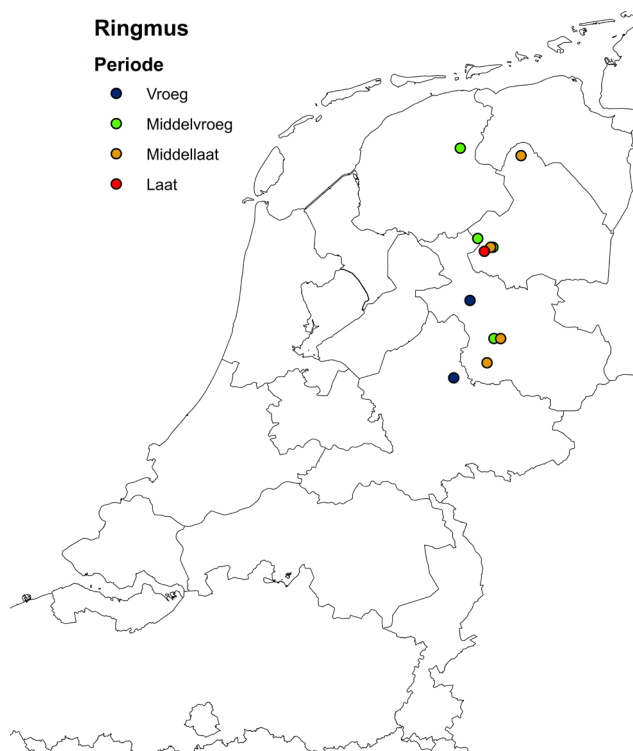 Ringmus
Periode
Vroeg
Middelvroeg
Middellaat
Laat